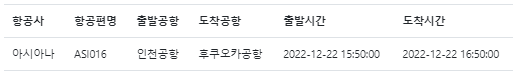 항공사 항공편명 출발공항 도착공항 출발시간 도착시간
아시아나 ASI016 인천공항 후쿠오카공항 2022-12-22 15:50:00 2022-12-22 16:50:00